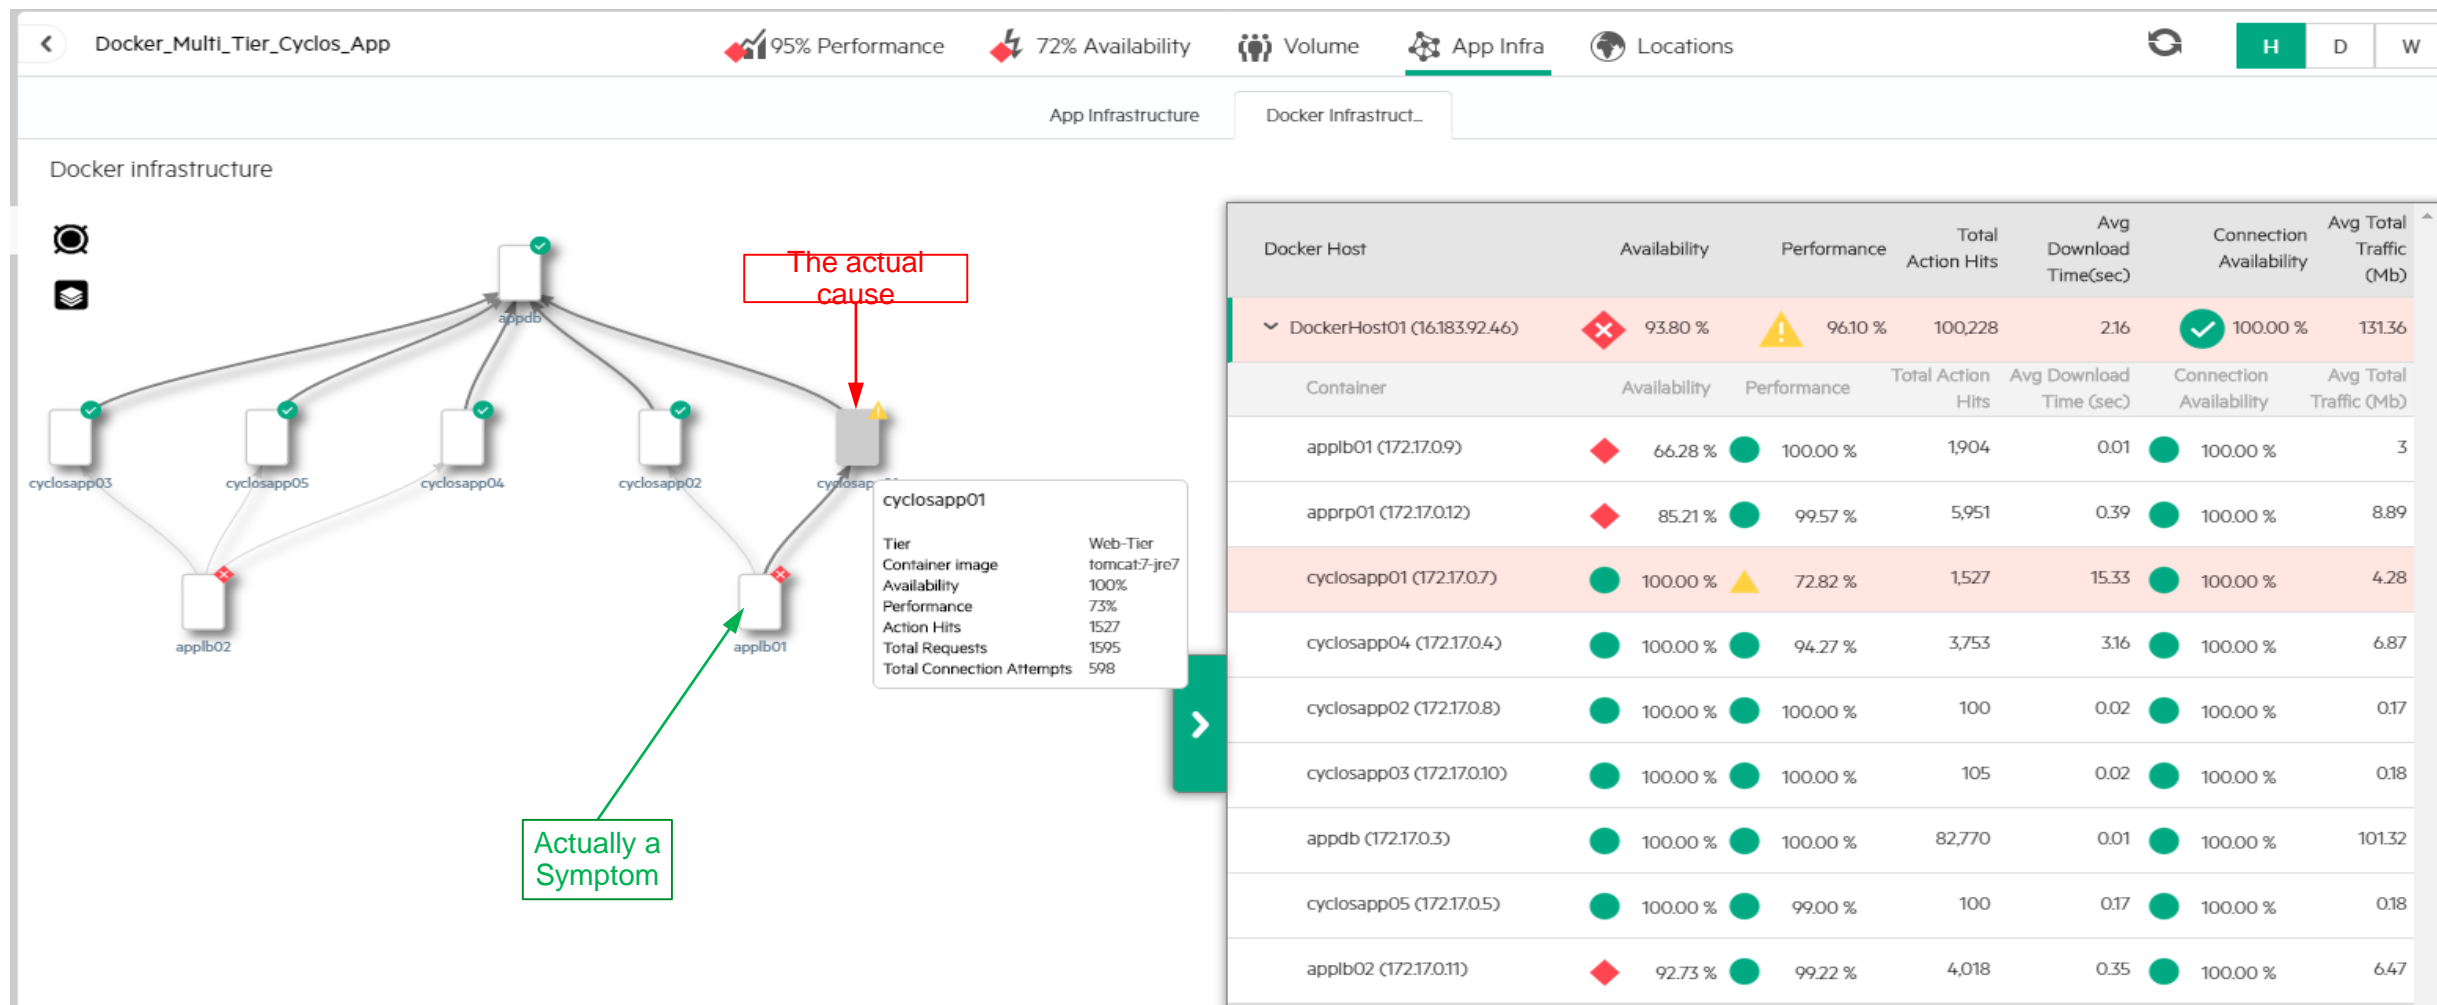 Docker_Multi_Tier_Cyclos_App
95% Performance
72% Availability
Volume
App Infra
Locations
H
D
W
App Infrastructure
Docker Infrastruct...
Docker infrastructure
The actual
cause
appdb
cyclosapp03
cyclosapp05
cyclosapp04
cyclosapp02
cyclosap
applb02
applb01
cyclosapp01
Tier Web-Tier
Container image tomcat:7-jre7
Availability 100%
Performance 73%
Action Hits 1527
Total Requests 1595
Total Connection Attempts 598
Actually a
Symptom
Docker Host Availability Performance Total Action Hits Avg Download Time(sec) Connection Availability Avg Total Traffic (Mb)
DockerHost01 (16.183.92.46) 93.80 % 96.10 % 100,228 2.16 100.00 % 131.36
Container Availability Performance Total Action Hits Avg Download Time (sec) Connection Availability Avg Total Traffic (Mb)
applb01 (172.17.0.9) 66.28 % 100.00 % 1,904 0.01 100.00 % 3
apprp01 (172.17.0.12) 85.21 % 99.57 % 5,951 0.39 100.00 % 8.89
cyclosapp01 (172.17.0.7) 100.00 % 72.82 % 1,527 15.33 100.00 % 4.28
cyclosapp04 (172.17.0.4) 100.00 % 94.27 % 3,753 3.16 100.00 % 6.87
cyclosapp02 (172.17.0.8) 100.00 % 100.00 % 100 0.02 100.00 % 0.17
cyclosapp03 (172.17.0.10) 100.00 % 100.00 % 105 0.02 100.00 % 0.18
appdb (172.17.0.3) 100.00 % 100.00 % 82,770 0.01 100.00 % 101.32
cyclosapp05 (172.17.0.5) 100.00 % 99.00 % 100 0.17 100.00 % 0.18
applb02 (172.17.0.11) 92.73 % 99.22 % 4,018 0.35 100.00 % 6.47